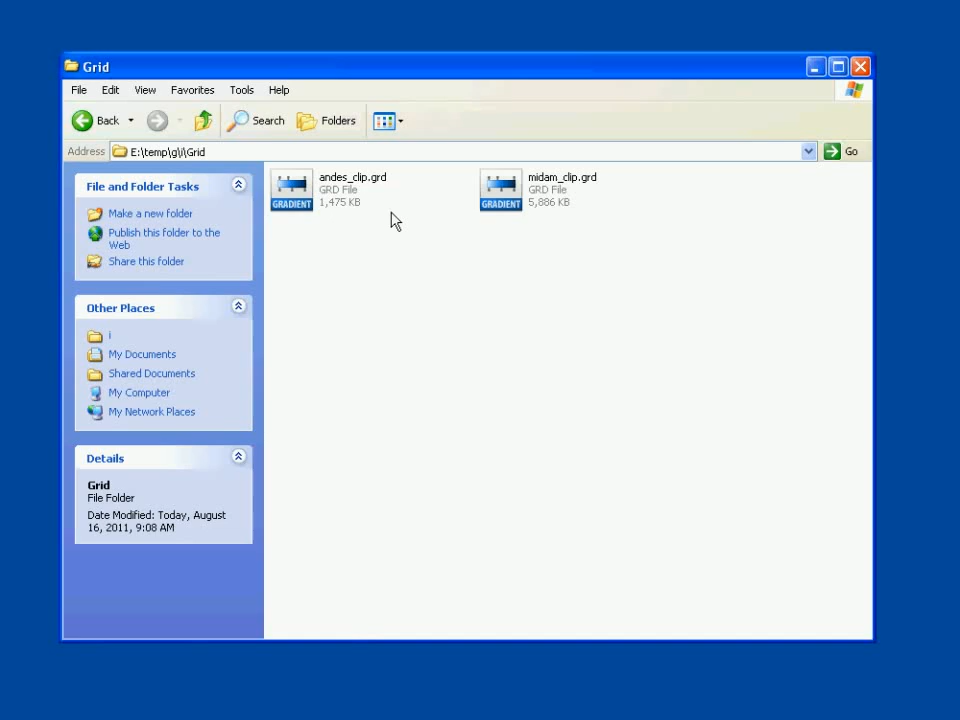 Grid
File Edit View Favorites Tools Help
Back Search Folders
Address E:\temp\g\i\Grid Go
File and Folder Tasks
Make a new folder
Publish this folder to the
Web
Share this folder
Other Places
i
My Documents
Shared Documents
My Computer
My Network Places
Details
Grid
File Folder
Date Modified: Today, August
16, 2011, 9:08 AM
GRADIENT
andes_clip.grd
GRD File
1,475 KB
GRADIENT
midam_clip.grd
GRD File
5,886 KB